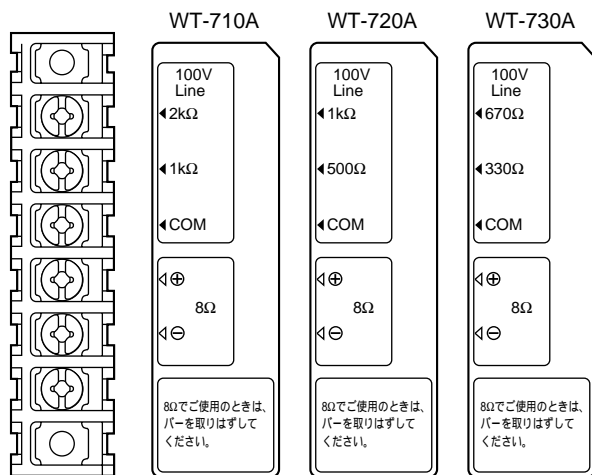 WT-710A
100V
Line
2kΩ
1kΩ
COM
⊕
8Ω
⊖
8Ωでご使用のときは、
バーを取りはずして
ください。
WT-720A
100V
Line
1kΩ
500Ω
COM
⊕
8Ω
⊖
8Ωでご使用のときは、
バーを取りはずして
ください。
WT-730A
100V
Line
670Ω
330Ω
COM
⊕
8Ω
⊖
8Ωでご使用のときは、
バーを取りはずして
ください。